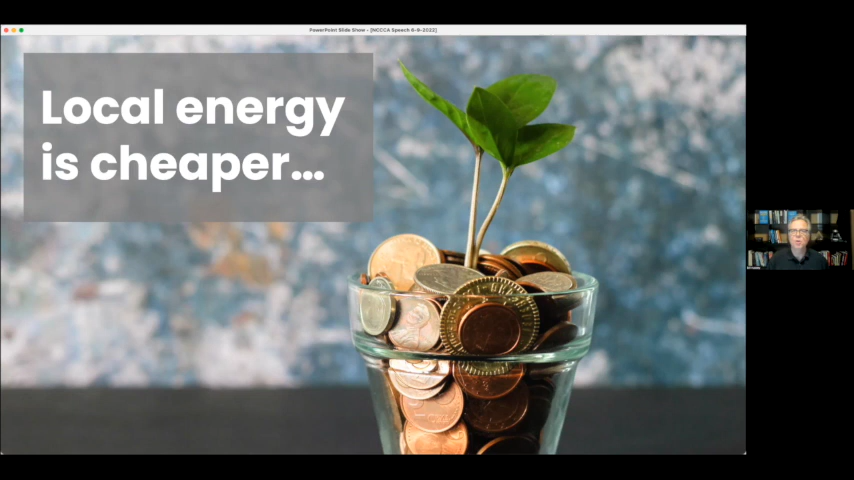 PowerPoint Slide Show - [NCCCA Speech 6-9-2022]
Local energy
is cheaper...